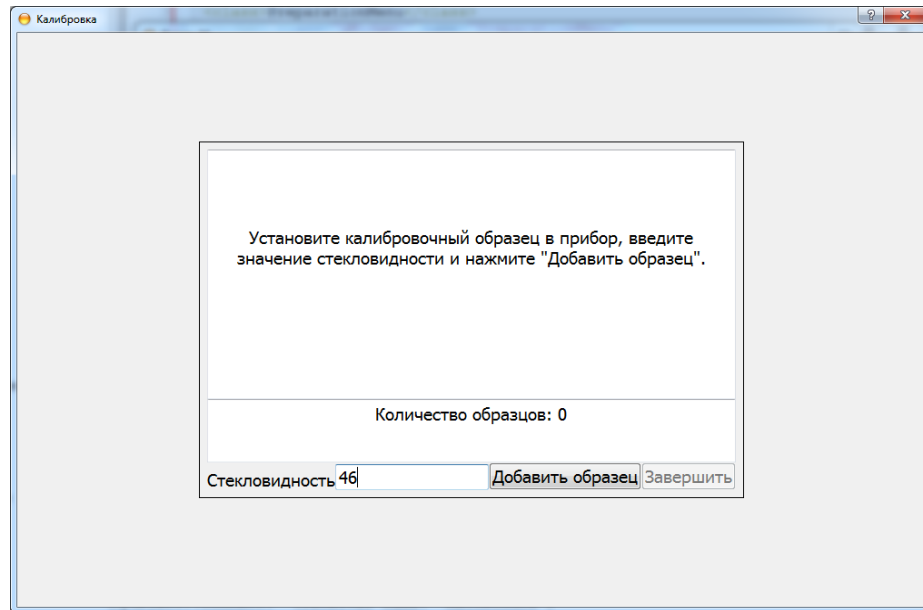 Калибровка
Установите калибровочный образец в прибор, введите
значение стекловидности и нажмите "Добавить образец".
Количество образцов: 0
Стекловидность 46 Добавить образец Завершить